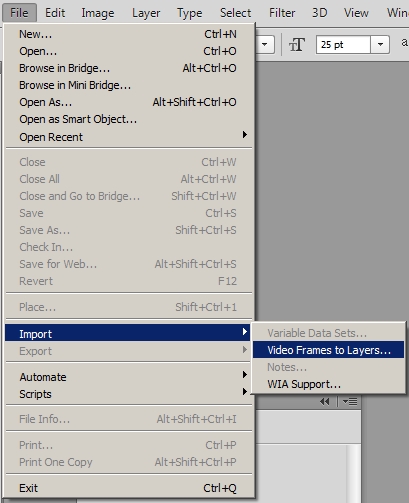 File Edit Image Layer Type Select Filter 3D View Wind
25 pt a
New... Ctrl+N
Open... Ctrl+O
Browse in Bridge... Alt+Ctrl+O
Browse in Mini Bridge...
Open As... Alt+Shift+Ctrl+O
Open as Smart Object...
Open Recent
Close Ctrl+W
Close All Alt+Ctrl+W
Close and Go to Bridge... Shift+Ctrl+W
Save Ctrl+S
Save As... Shift+Ctrl+S
Check In...
Save for Web... Alt+Shift+Ctrl+S
Revert F12
Place... Shift+Ctrl+1
Import
Variable Data Sets...
Export
Video Frames to Layers...
Notes...
Automate
WIA Support...
Scripts
File Info... Alt+Shift+Ctrl+I
Print... Ctrl+P
Print One Copy Alt+Shift+Ctrl+P
Exit Ctrl+Q